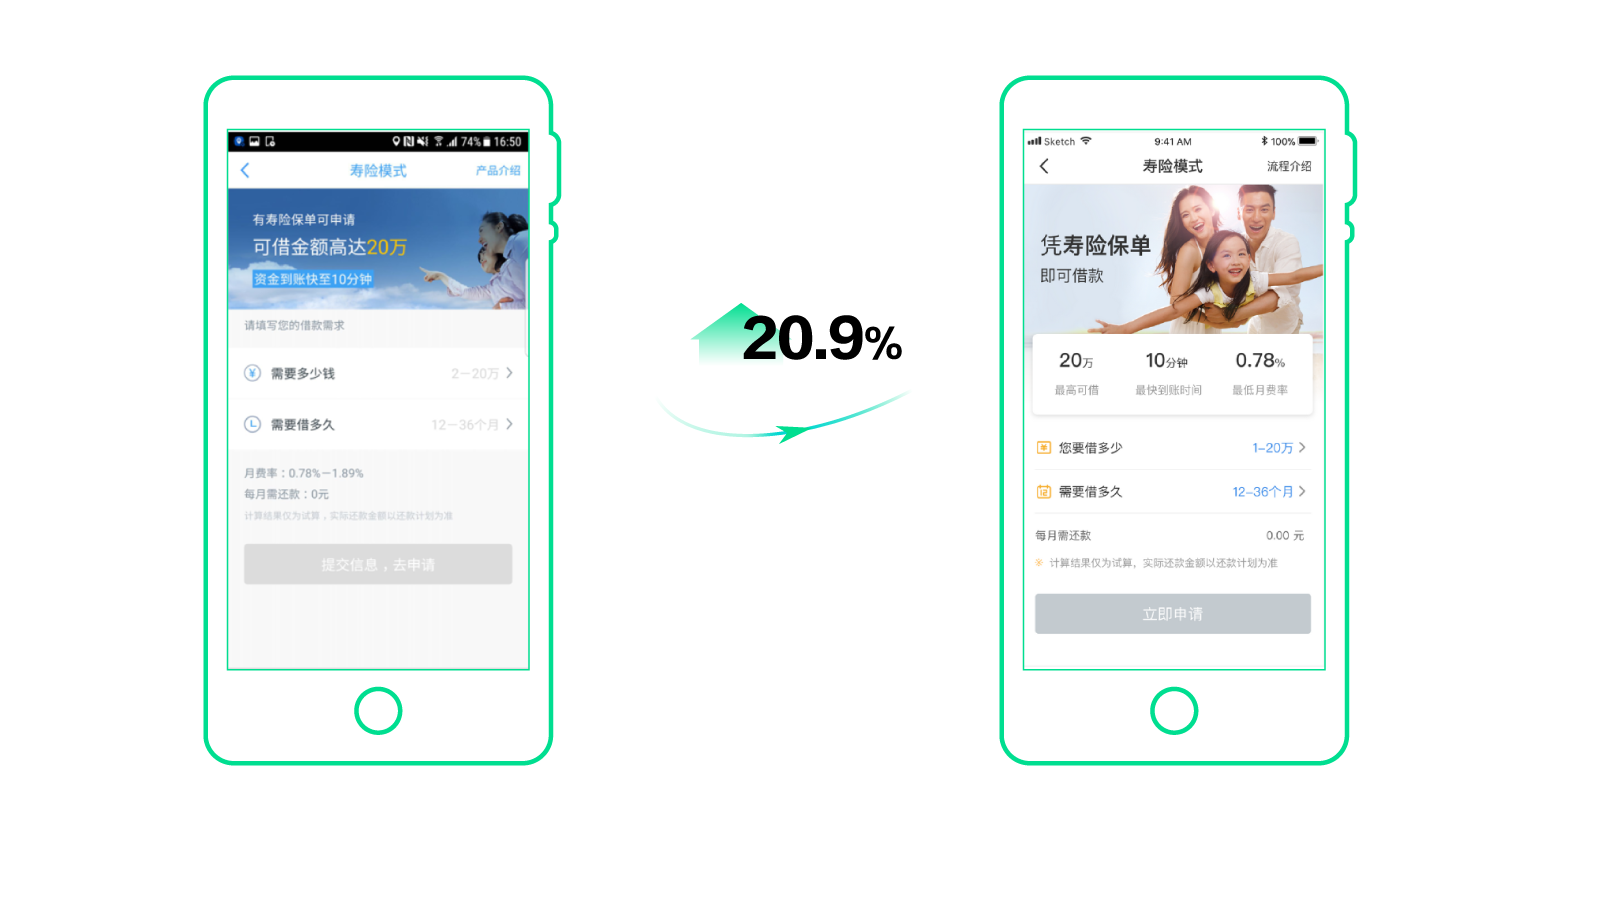 74% 16:50
寿险模式 产品介绍
有寿险保单可申请
可借金额高达20万
资金到账快至10分钟
请填写您的借款需求
需要多少钱 2—20万
需要借多久 12—36个月
月费率：0.78%—1.89%
每月需还款：0元
计算结果仅为试算，实际还款金额以还款计划为准
提交信息，去申请
20.9%
Sketch 9:41 AM 100%
寿险模式 流程介绍
凭寿险保单
即可借款
20万 10分钟 0.78%
最高可借 最快到账时间 最低月费率
您要借多少 1–20万
需要借多久 12–36个月
每月需还款 0.00 元
计算结果仅为试算，实际还款金额以还款计划为准
立即申请